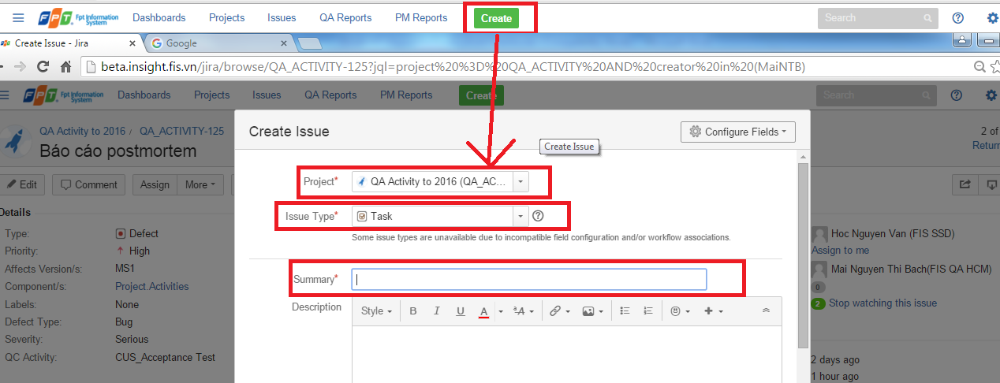 FPT Fpt Information System Dashboards Projects Issues QA Reports PM Reports Create Search
Create Issue - Jira Google
beta.insight.fis.vn/jira/browse/QA_ACTIVITY-125?jql=project%20%3D%20QA_ACTIVITY%20AND%20creator%20in%20(MaiNTB)
FPT Fpt Information System Dashboards Projects Issues QA Reports PM Reports Create Search
QA Activity to 2016 / QA_ACTIVITY-125
Báo cáo postmortem
2 of
Return
Edit Comment Assign More
Create Issue Configure Fields
Create Issue
Project* QA Activity to 2016 (QA_AC...
Issue Type* Task
Some issue types are unavailable due to incompatible field configuration and/or workflow associations.
Summary*
Description Style B I U A
Details
Type: Defect
Priority: High
Affects Version/s: MS1
Component/s: Project.Activities
Labels: None
Defect Type: Bug
Severity: Serious
QC Activity: CUS_Acceptance Test
Hoc Nguyen Van (FIS SSD)
Assign to me
Mai Nguyen Thi Bach(FIS QA HCM)
0
2 Stop watching this issue
2 days ago
1 hour ago